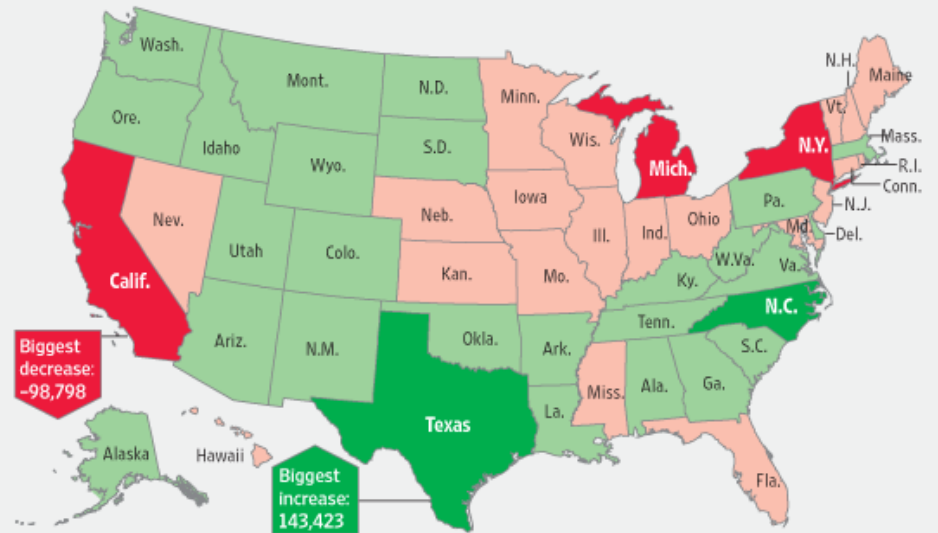 Wash.
Mont.
N.D.
Minn.
N.H.
Maine
Vt.
Ore.
Idaho
S.D.
Wis.
Mich.
N.Y.
Mass.
R.I.
Conn.
Wyo.
Iowa
Pa.
N.J.
Nev.
Neb.
Ill.
Ind.
Ohio
Md.
Del.
Utah
Colo.
Kan.
Mo.
Ky.
W.Va.
Va.
Calif.
N.C.
Tenn.
Ariz.
N.M.
Okla.
Ark.
S.C.
Biggest
decrease:
–98,798
Miss.
Ala.
Ga.
La.
Texas
Alaska
Hawaii
Fla.
Biggest
increase:
143,423